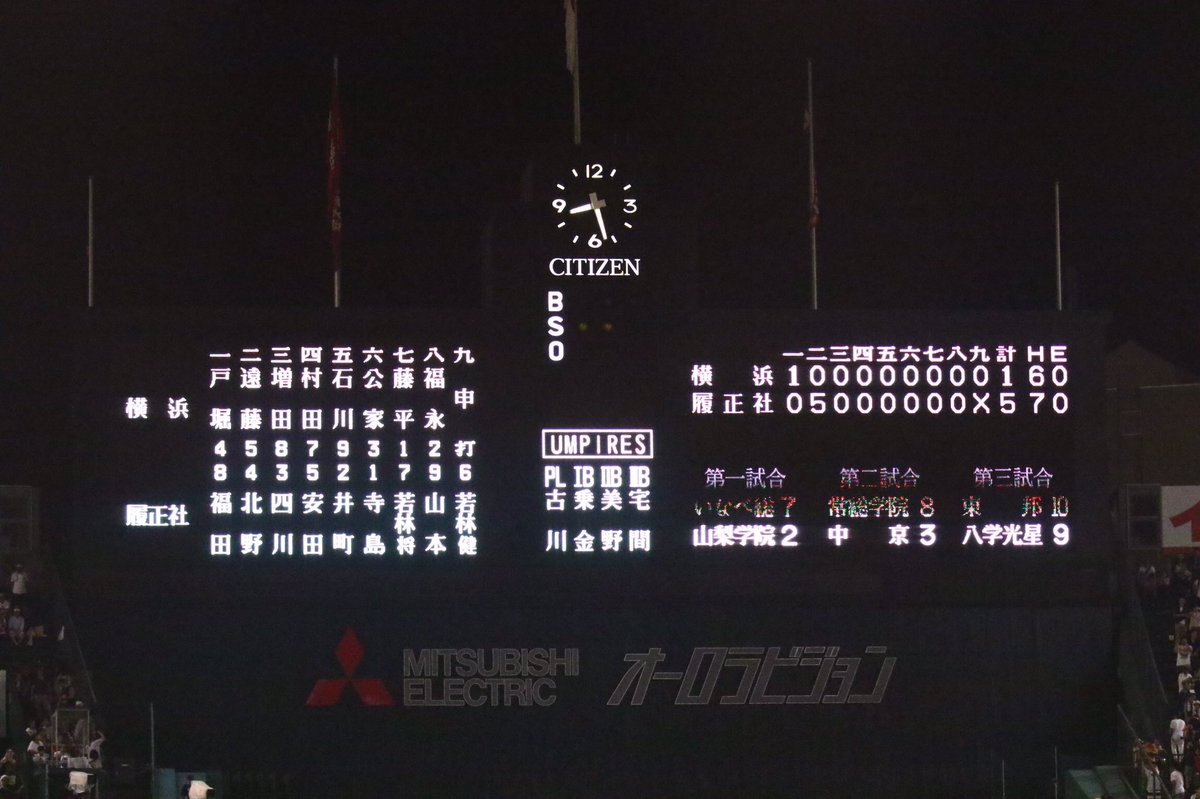 12
9 3
6
CITIZEN
B
S
O
一 二 三 四 五 六 七 八 九
横浜 戸堀 遠藤 増田 村田 石川 公家 藤平 福永 申
4 5 8 7 9 3 1 2 打
8 4 3 5 2 1 7 9 6
履正社 福田 北野 四川 安田 井町 寺島 若林将 山本 若林健
UMPIRES
PL IB IIB IIIB
古川 乗金 美野 宅間
一二三四五六七八九計HE
横浜 1 0 0 0 0 0 0 0 0 1 6 0
履正社 0 5 0 0 0 0 0 0 X 5 7 0
第一試合 第二試合 第三試合
いなべ総 7 常総学院 8 東邦 10
山梨学院 2 中京 3 八学光星 9
MITSUBISHI ELECTRIC オーロラビジョン